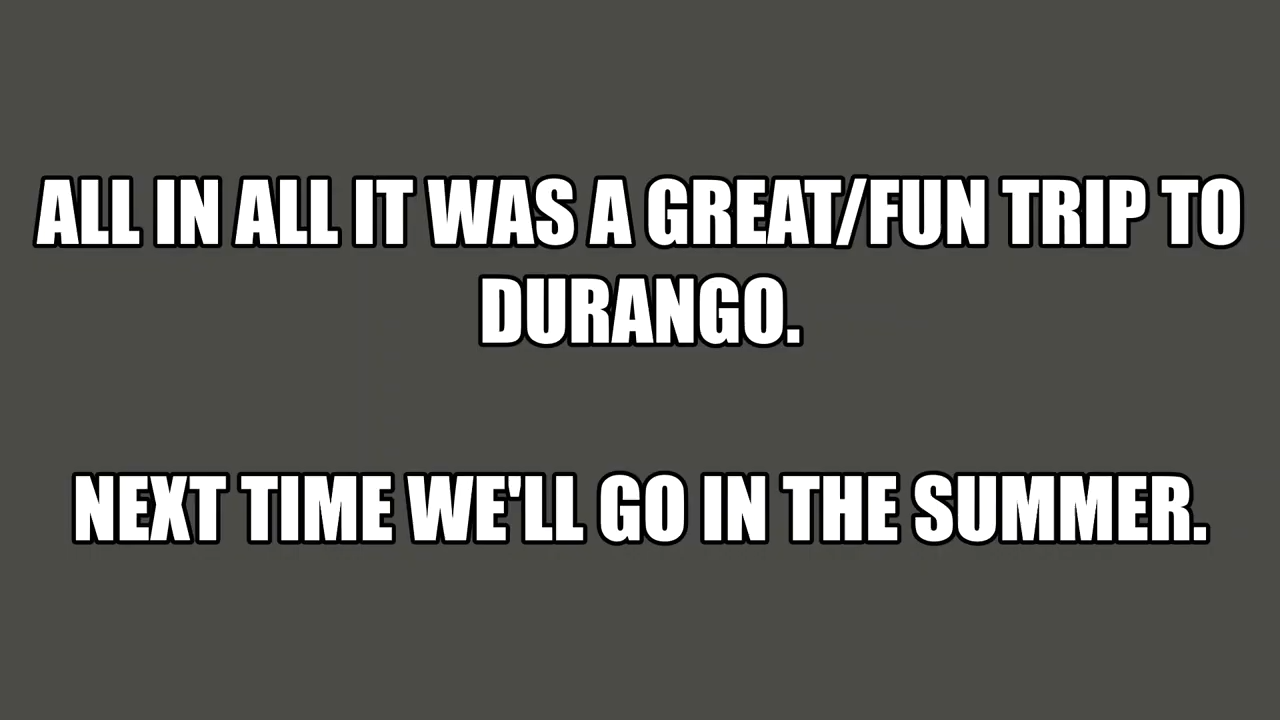 ALL IN ALL IT WAS A GREAT/FUN TRIP TO
DURANGO.
NEXT TIME WE'LL GO IN THE SUMMER.